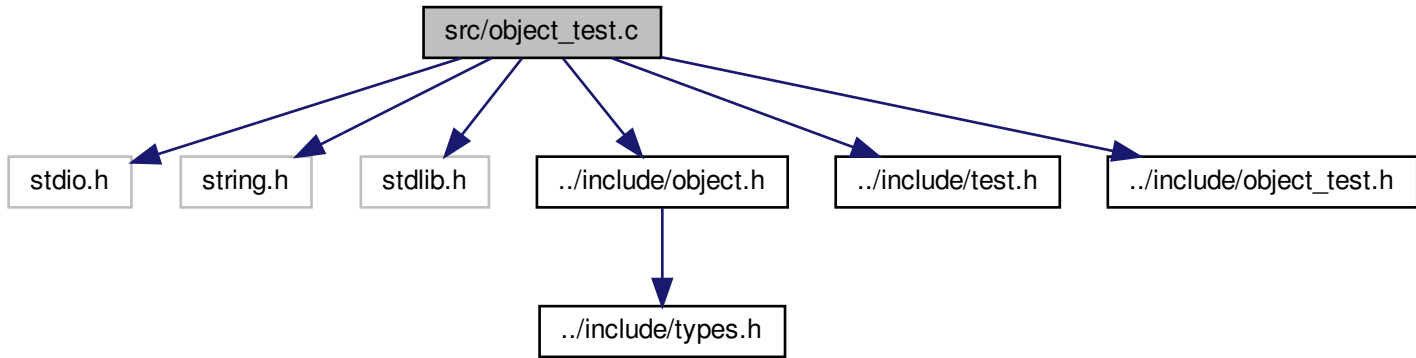 src/object_test.c
stdio.h
string.h
stdlib.h
../include/object.h
../include/test.h
../include/object_test.h
../include/types.h